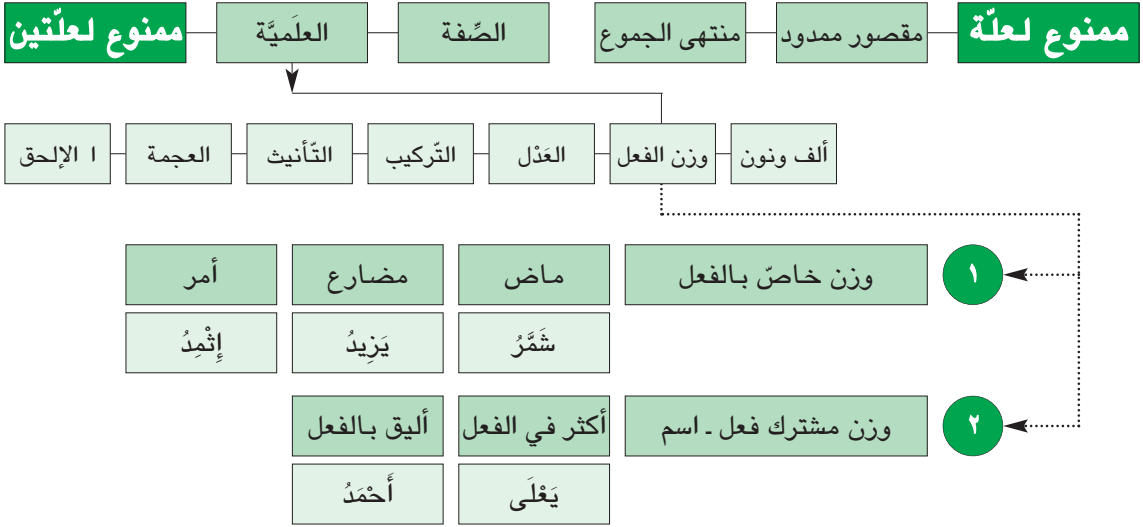 ممنوع لعلّة
مقصور ممدود
منتهى الجموع
الصِّفة
العلَميَّة
ممنوع لعلّتين
ألف ونون
وزن الفعل
العَدْل
التّركيب
التّأنيث
العجمة
ا الإلحق
١
وزن خاصّ بالفعل
ماض
مضارع
أمر
شَمَّرُ
يَزِيدُ
إِثْمِدُ
٢
وزن مشترك فعل ـ اسم
أكثر في الفعل
أليق بالفعل
يَعْلَى
أَحْمَدُ